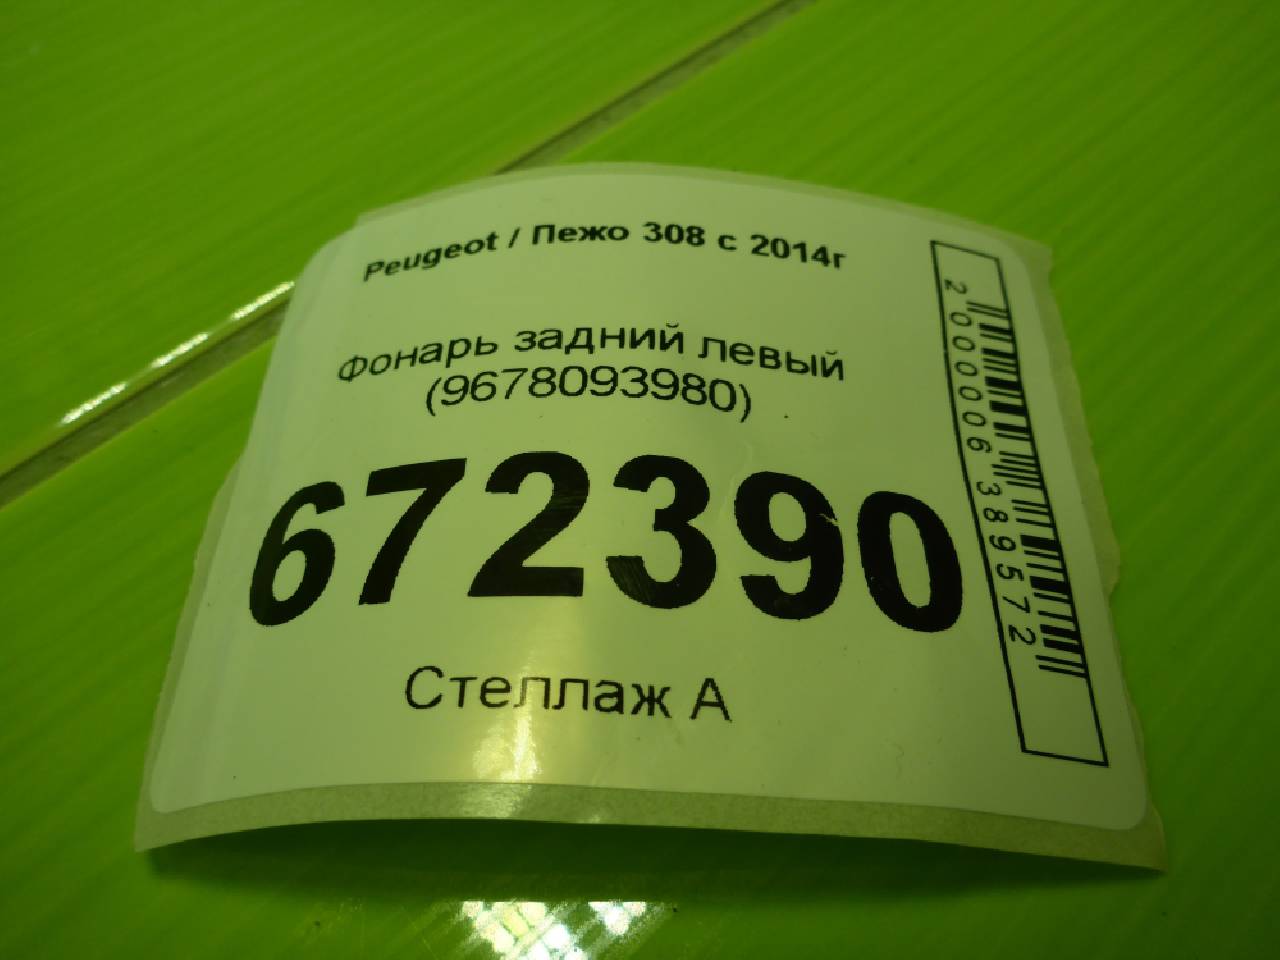 Peugeot / Пежо 308 с 2014г
Фонарь задний левый
(9678093980)
672390
Стеллаж А
2000006389572